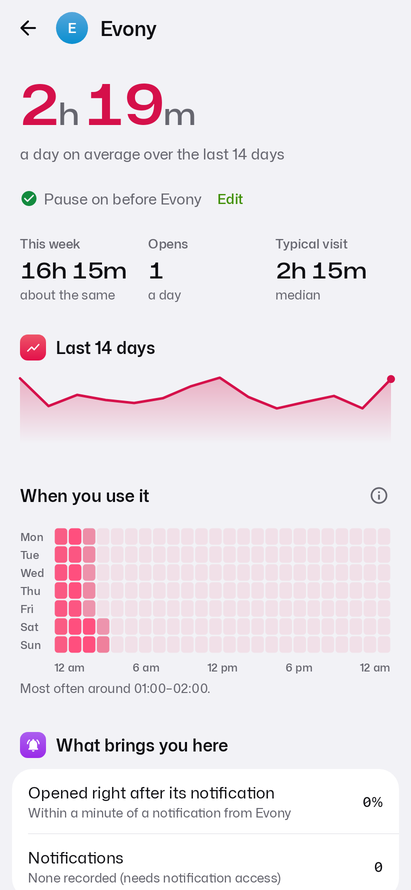 E Evony
2h 19m
a day on average over the last 14 days
Pause on before Evony Edit
This week Opens Typical visit
16h 15m 1 2h 15m
about the same a day median
Last 14 days
When you use it
Mon
Tue
Wed
Thu
Fri
Sat
Sun
12 am 6 am 12 pm 6 pm 12 am
Most often around 01:00–02:00.
What brings you here
Opened right after its notification 0%
Within a minute of a notification from Evony
Notifications 0
None recorded (needs notification access)